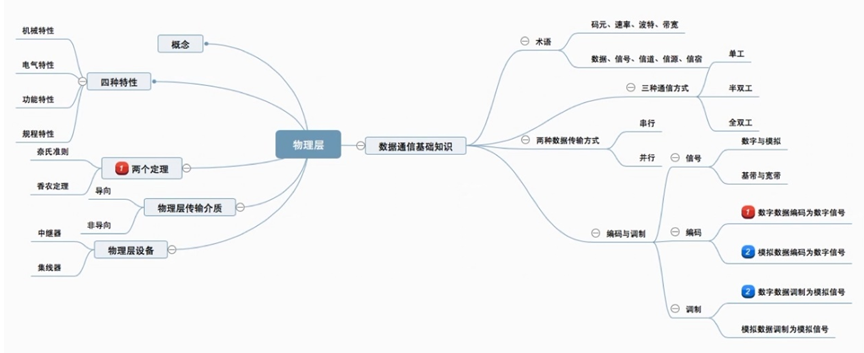 物理层
概念
四种特性
机械特性
电气特性
功能特性
规程特性
1 两个定理
奈氏准则
香农定理
物理层传输介质
导向
非导向
物理层设备
中继器
集线器
数据通信基础知识
术语
码元、速率、波特、带宽
数据、信号、信道、信源、信宿
三种通信方式
单工
半双工
全双工
两种数据传输方式
串行
并行
编码与调制
信号
数字与模拟
基带与宽带
编码
1 数字数据编码为数字信号
2 模拟数据编码为数字信号
调制
2 数字数据调制为模拟信号
模拟数据调制为模拟信号